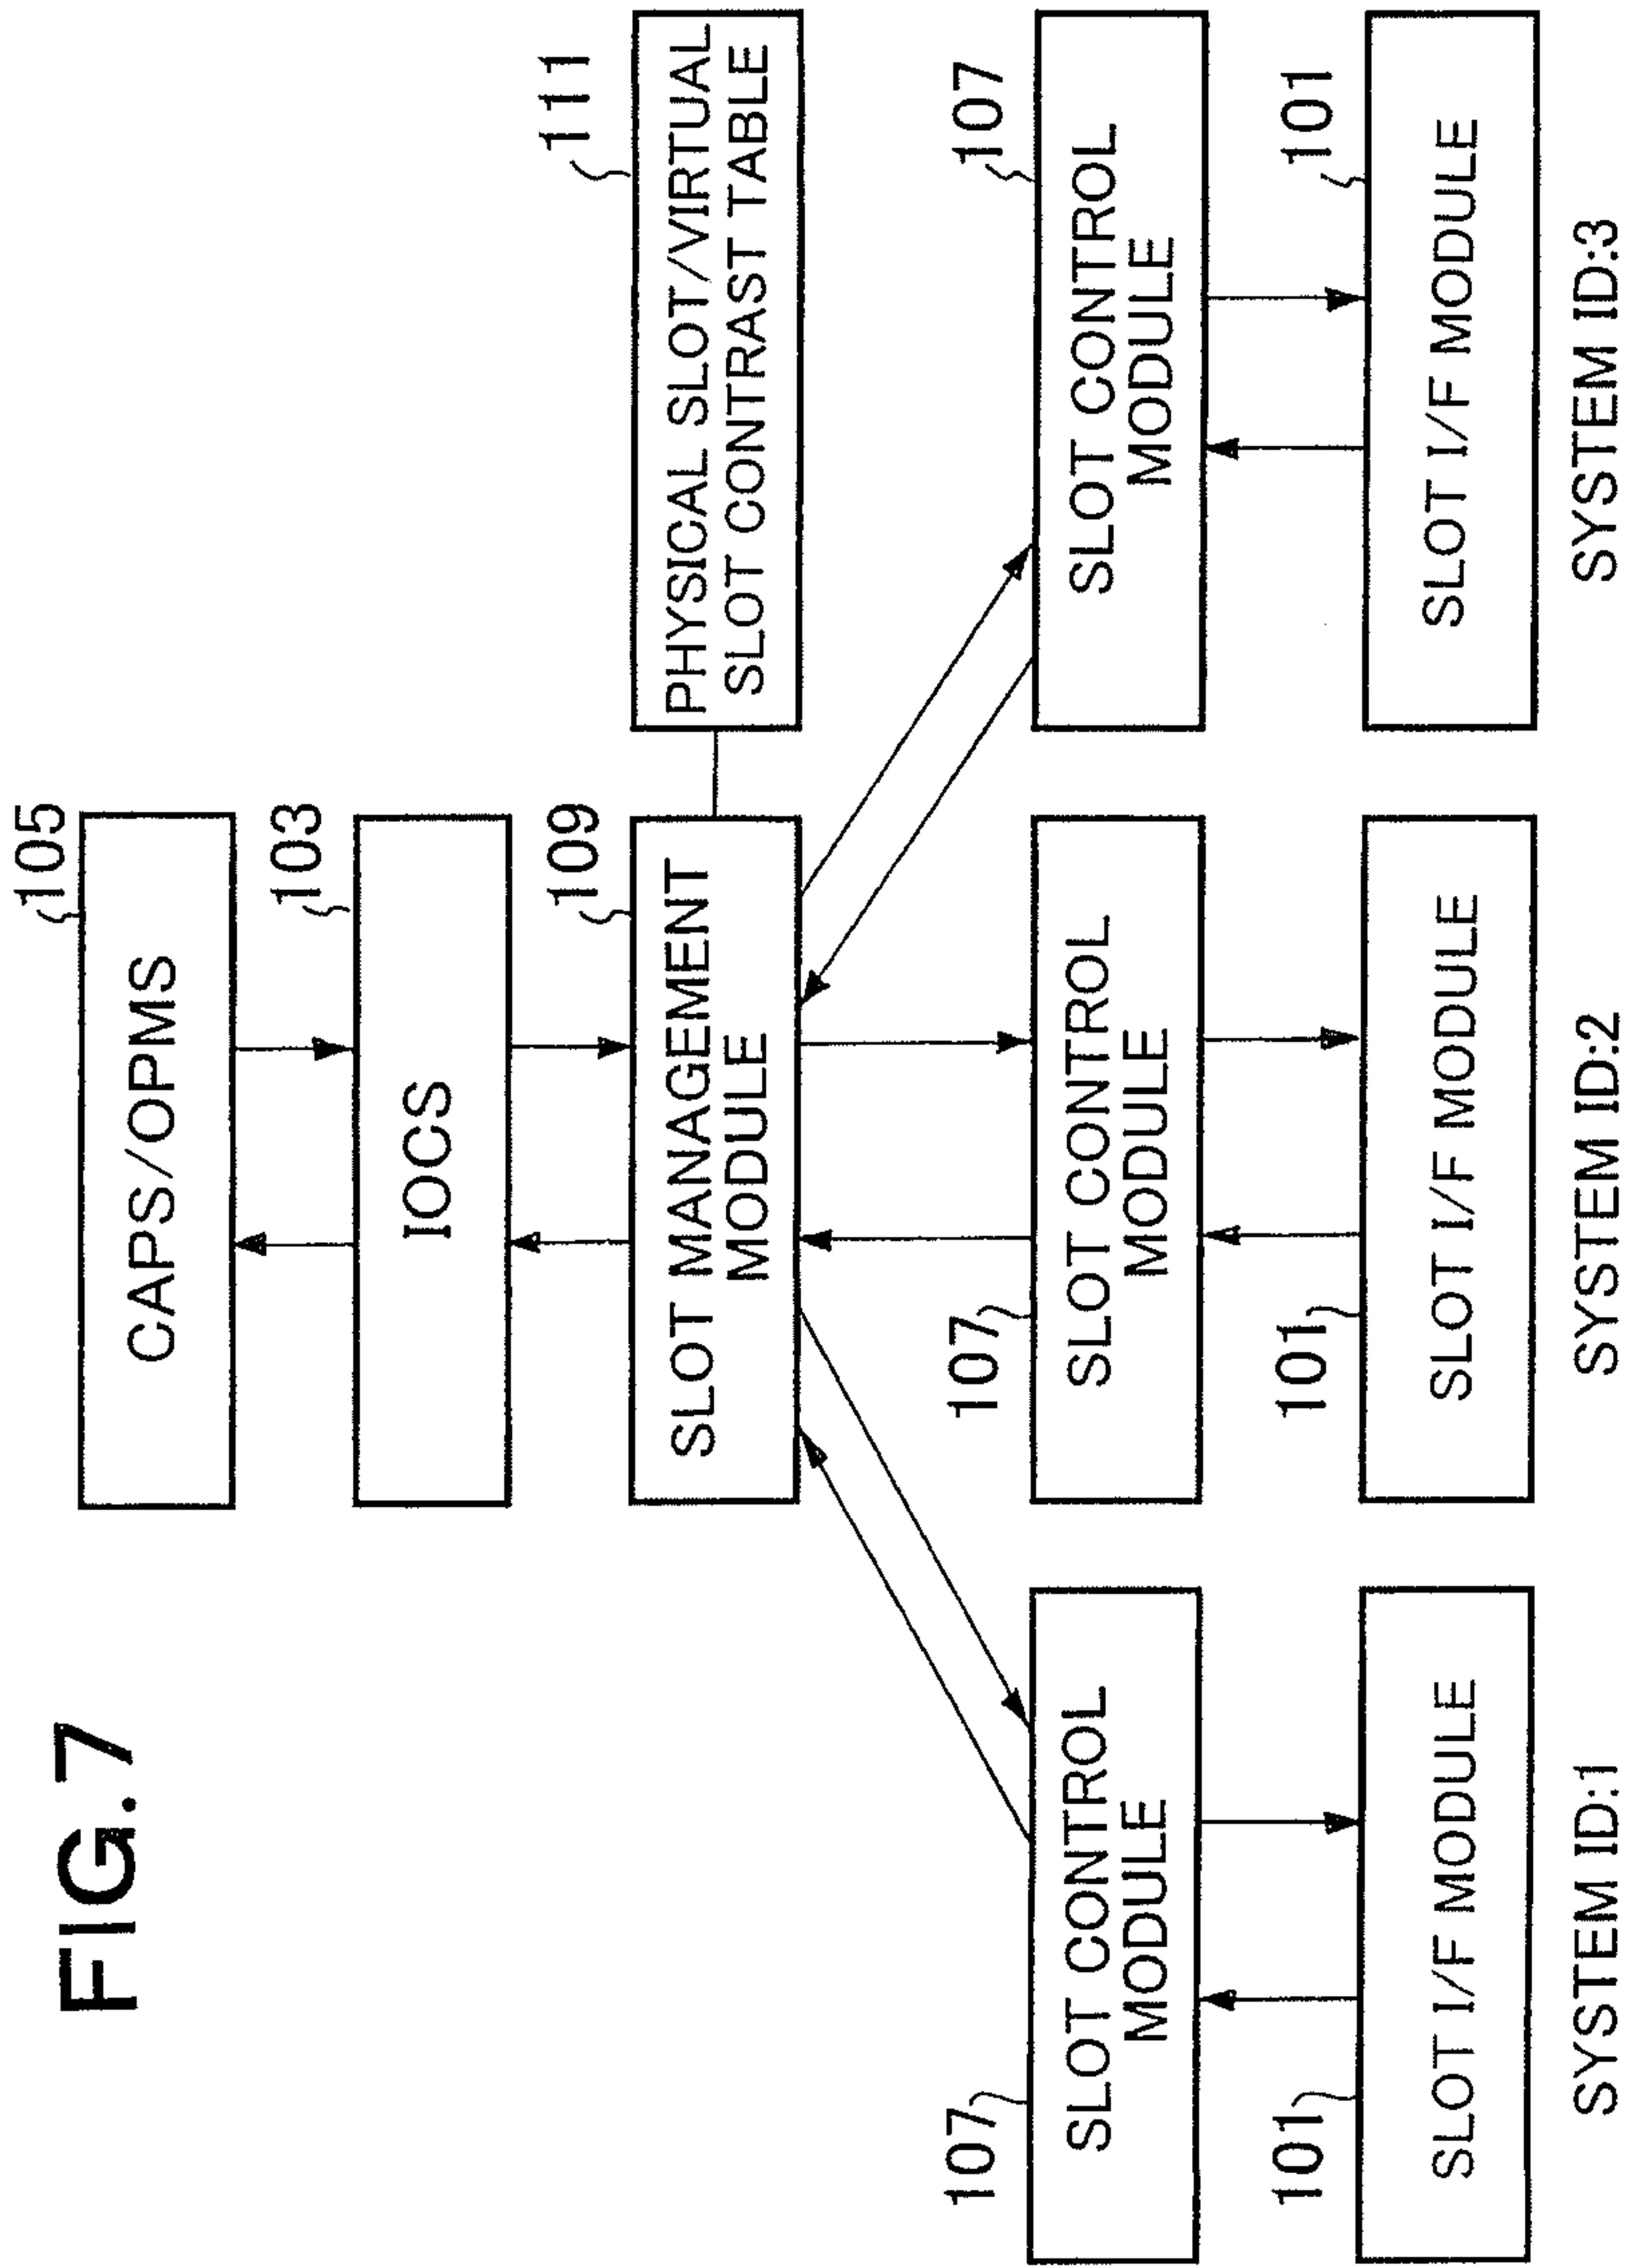 FIG.7
105
CAPS/OPMS
103
IOCS
109
SLOT MANAGEMENT
MODULE
111
PHYSICAL SLOT/VIRTUAL
SLOT CONTRAST TABLE
107
SLOT CONTROL
MODULE
107
SLOT CONTROL
MODULE
107
SLOT CONTROL
MODULE
101
SLOT I/F MODULE
101
SLOT I/F MODULE
101
SLOT I/F MODULE
SYSTEM ID:1
SYSTEM ID:2
SYSTEM ID:3